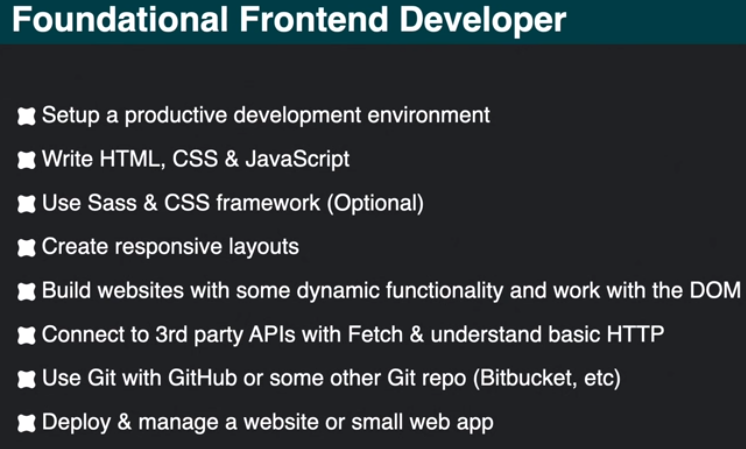 Foundational Frontend Developer
Setup a productive development environment
Write HTML, CSS & JavaScript
Use Sass & CSS framework (Optional)
Create responsive layouts
Build websites with some dynamic functionality and work with the DOM
Connect to 3rd party APIs with Fetch & understand basic HTTP
Use Git with GitHub or some other Git repo (Bitbucket, etc)
Deploy & manage a website or small web app